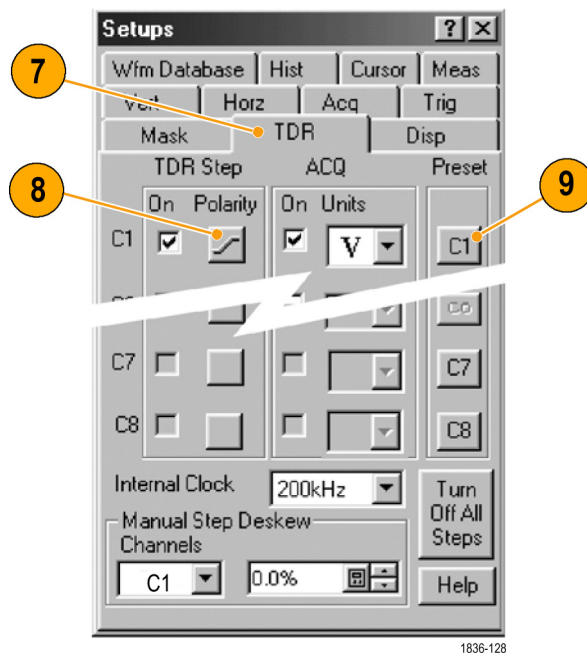 Setups ? ×
Wfm Database Hist Cursor Meas
Horz Acq Trig
Mask TDR Disp
7
TDR Step ACQ Preset
8
9
On Polarity On Units
C1 V C1
C7 C7
C8 C8
Internal Clock 200kHz
Turn Off All Steps
Manual Step Deskew
Channels
C1 0.0%
Help
1836-128